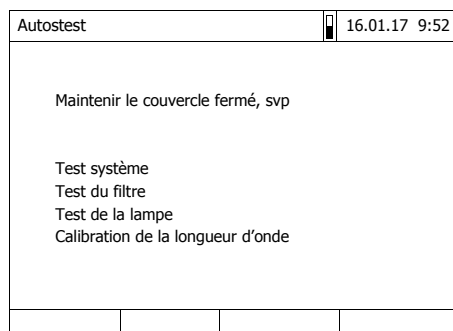 Autostest 16.01.17 9:52
Maintenir le couvercle fermé, svp
Test système
Test du filtre
Test de la lampe
Calibration de la longueur d’onde